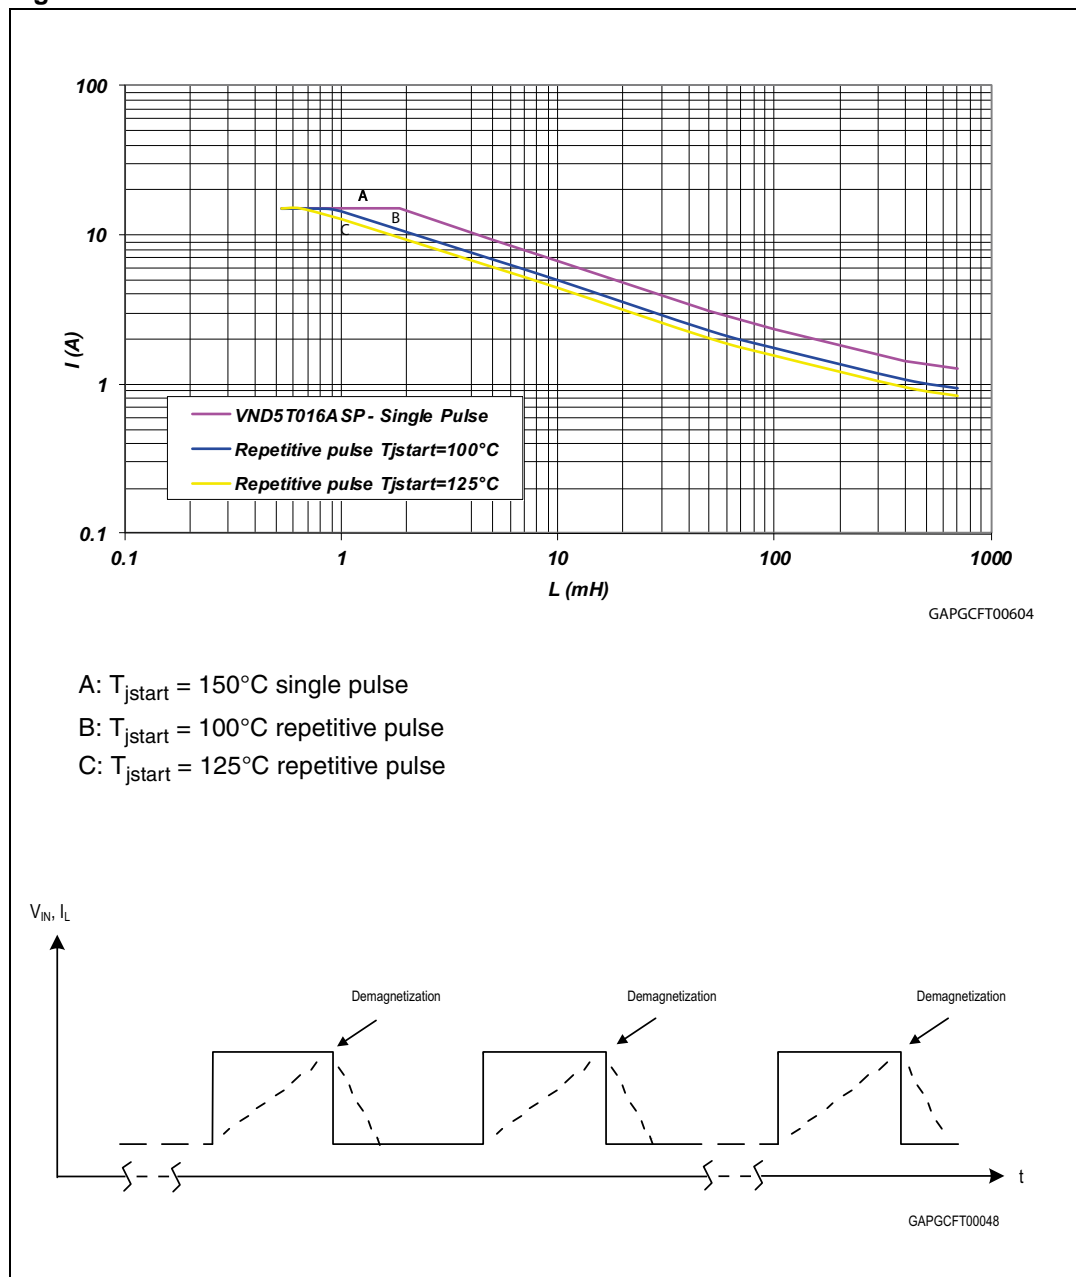 100
10
1
0.1
I (A)
A
B
C
VND5T016ASP - Single Pulse
Repetitive pulse Tjstart=100°C
Repetitive pulse Tjstart=125°C
0.1 1 10 100 1000
L (mH)
GAPGCFT00604
A: Tjstart = 150°C single pulse
B: Tjstart = 100°C repetitive pulse
C: Tjstart = 125°C repetitive pulse
VIN, IL
Demagnetization Demagnetization Demagnetization
t
GAPGCFT00048